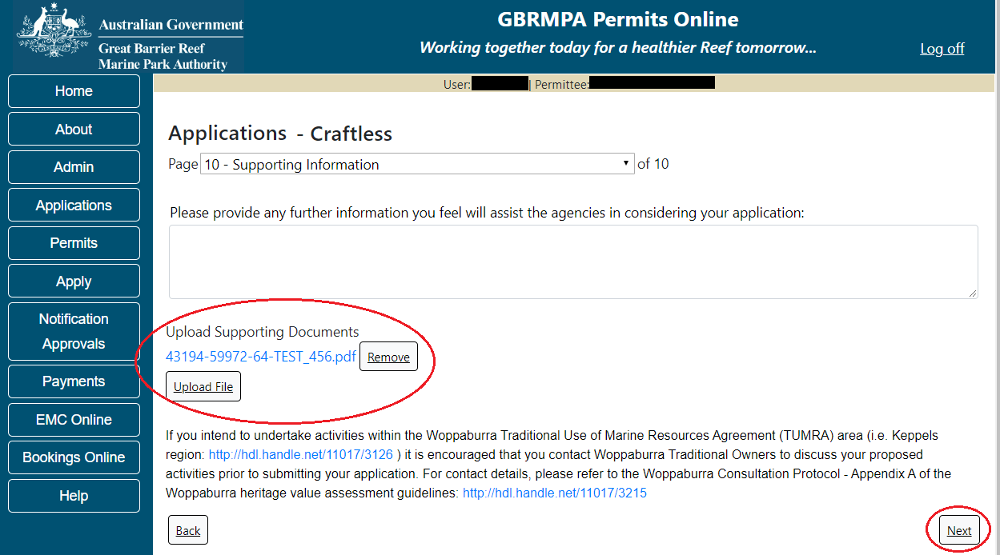 Australian Government
Great Barrier Reef
Marine Park Authority
GBRMPA Permits Online
Working together today for a healthier Reef tomorrow...
Log off
User: | Permittee:
Home
About
Admin
Applications
Permits
Apply
Notification
Approvals
Payments
EMC Online
Bookings Online
Help
Applications - Craftless
Page 10 - Supporting Information of 10
Please provide any further information you feel will assist the agencies in considering your application:
Upload Supporting Documents
43194-59972-64-TEST_456.pdf Remove
Upload File
If you intend to undertake activities within the Woppaburra Traditional Use of Marine Resources Agreement (TUMRA) area (i.e. Keppels
region: http://hdl.handle.net/11017/3126 ) it is encouraged that you contact Woppaburra Traditional Owners to discuss your proposed
activities prior to submitting your application. For contact details, please refer to the Woppaburra Consultation Protocol - Appendix A of the
Woppaburra heritage value assessment guidelines: http://hdl.handle.net/11017/3215
Back Next